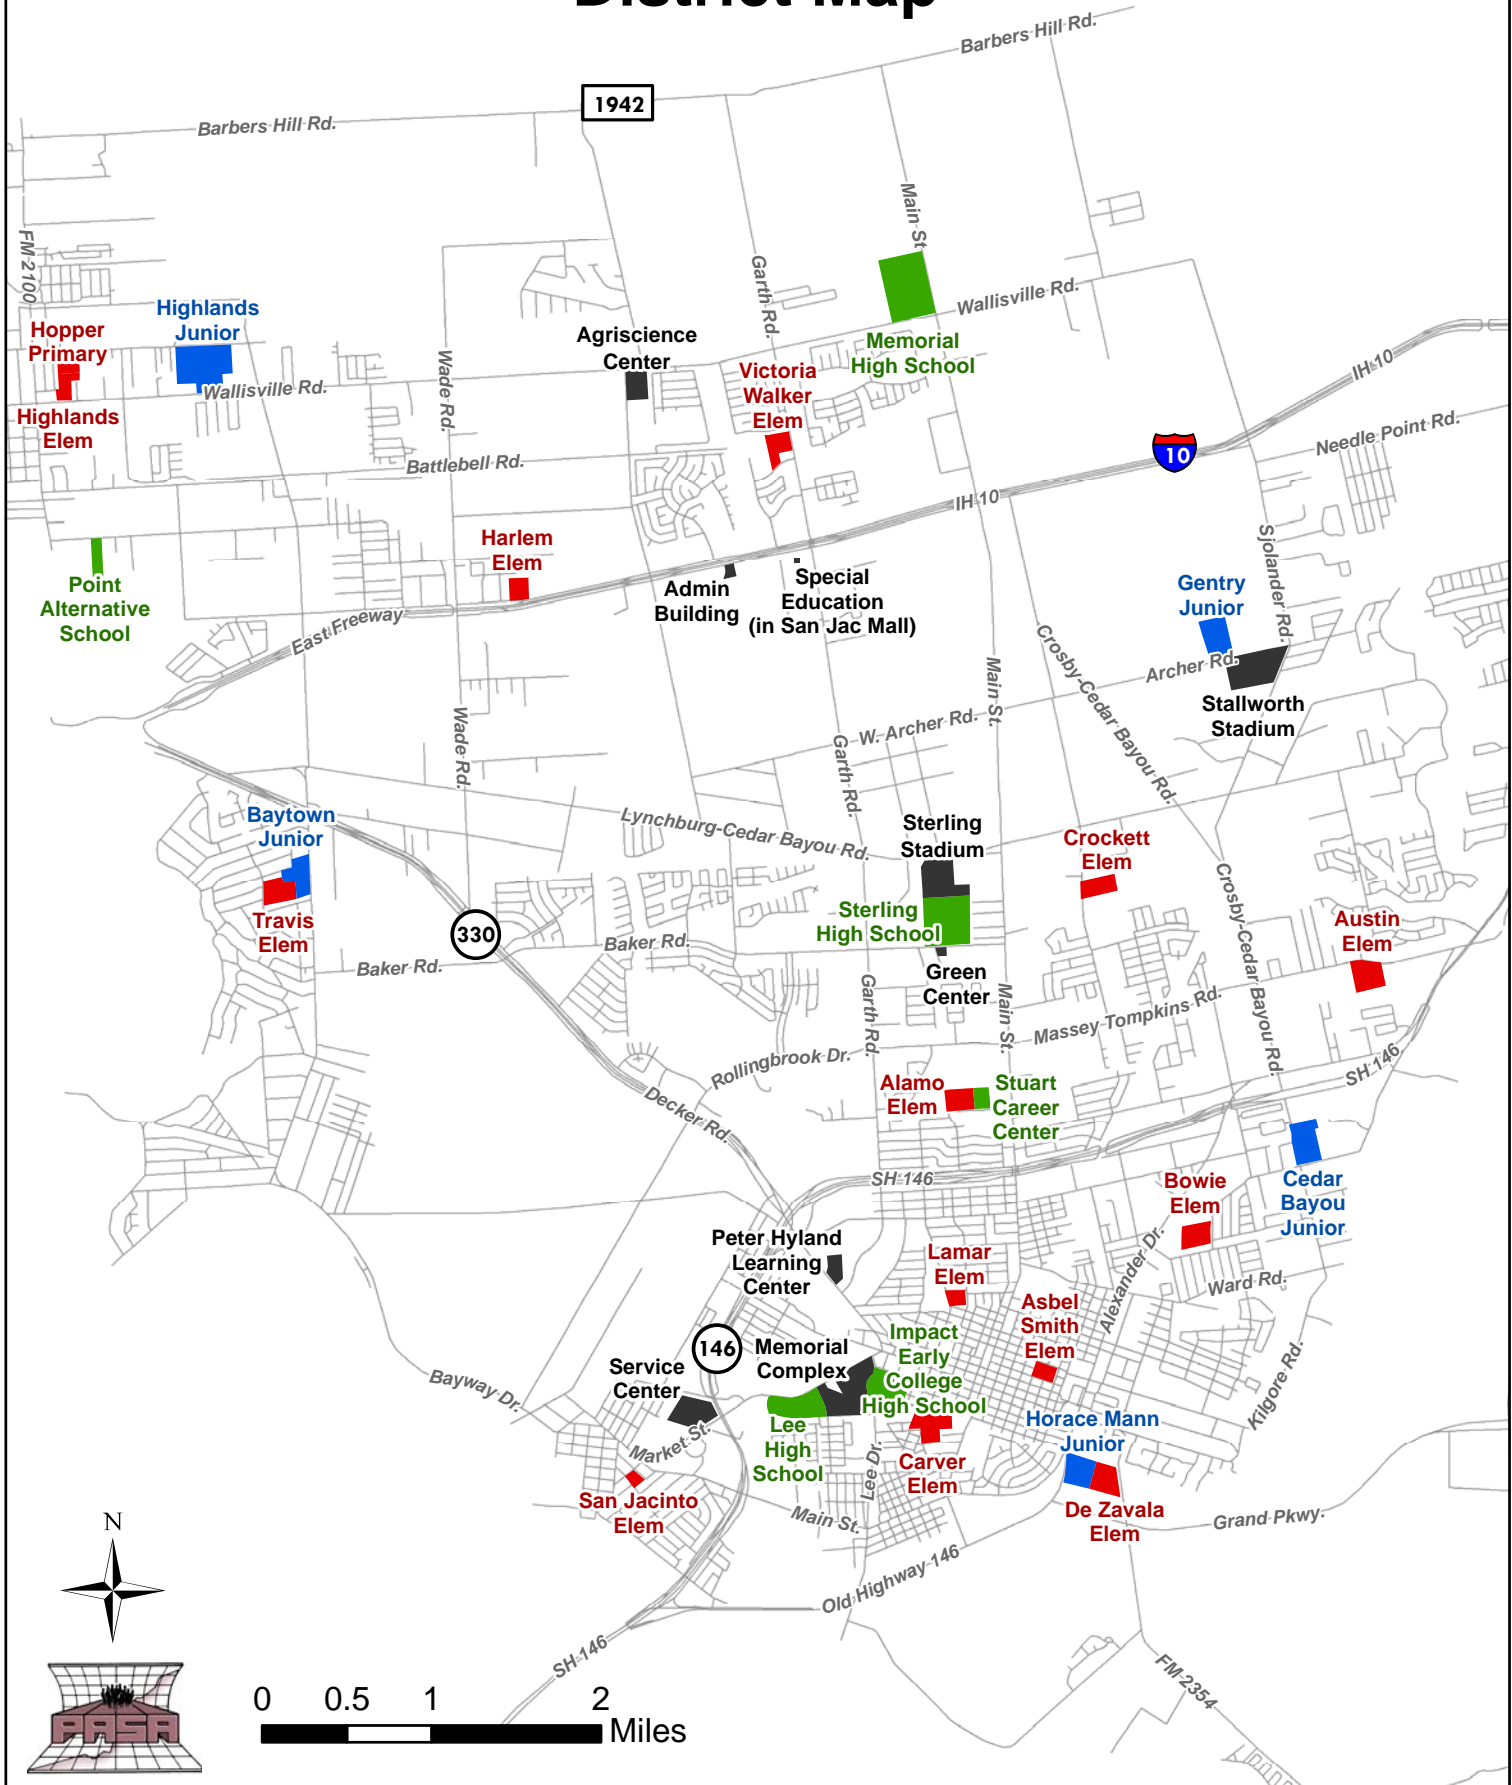 District Map
Barbers Hill Rd.
1942
Barbers Hill Rd.
Main St.
FM 2100
Garth Rd.
Wallisville Rd.
Highlands
Junior
Hopper
Primary
Agriscience
Center
Memorial
High School
Victoria
Walker
Elem
Wade Rd.
Wallisville Rd.
Highlands
Elem
IH 10
Needle Point Rd.
10
Battlebell Rd.
IH 10
Harlem
Elem
Sjolander Rd.
Point
Alternative
School
Admin
Building
Special
Education
(in San Jac Mall)
Gentry
Junior
East Freeway
Crosby-Cedar Bayou Rd.
Archer Rd.
Main St.
Stallworth
Stadium
W. Archer Rd.
Wade Rd.
Garth Rd.
Baytown
Junior
Lynchburg-Cedar Bayou Rd.
Sterling
Stadium
Crockett
Elem
Travis
Elem
Sterling
High School
Crosby-Cedar Bayou Rd.
Austin
Elem
330
Baker Rd.
Baker Rd.
Green
Center
Garth Rd.
Main St.
Massey Tompkins Rd.
Rollingbrook Dr.
SH 146
Alamo
Elem
Stuart
Career
Center
Decker Rd.
SH 146
Bowie
Elem
Cedar
Bayou
Junior
Peter Hyland
Learning
Center
Lamar
Elem
Alexander Dr.
Ward Rd.
Asbel
Smith
Elem
146
Memorial
Complex
Impact
Early
College
High School
Service
Center
Bayway Dr.
Kilgore Rd.
Lee
High
School
Horace Mann
Junior
Market St.
Lee Dr.
Carver
Elem
San Jacinto
Elem
Main St.
De Zavala
Elem
Grand Pkwy.
N
Old Highway 146
SH 146
FM 2354
PASA
0 0.5 1 2
Miles